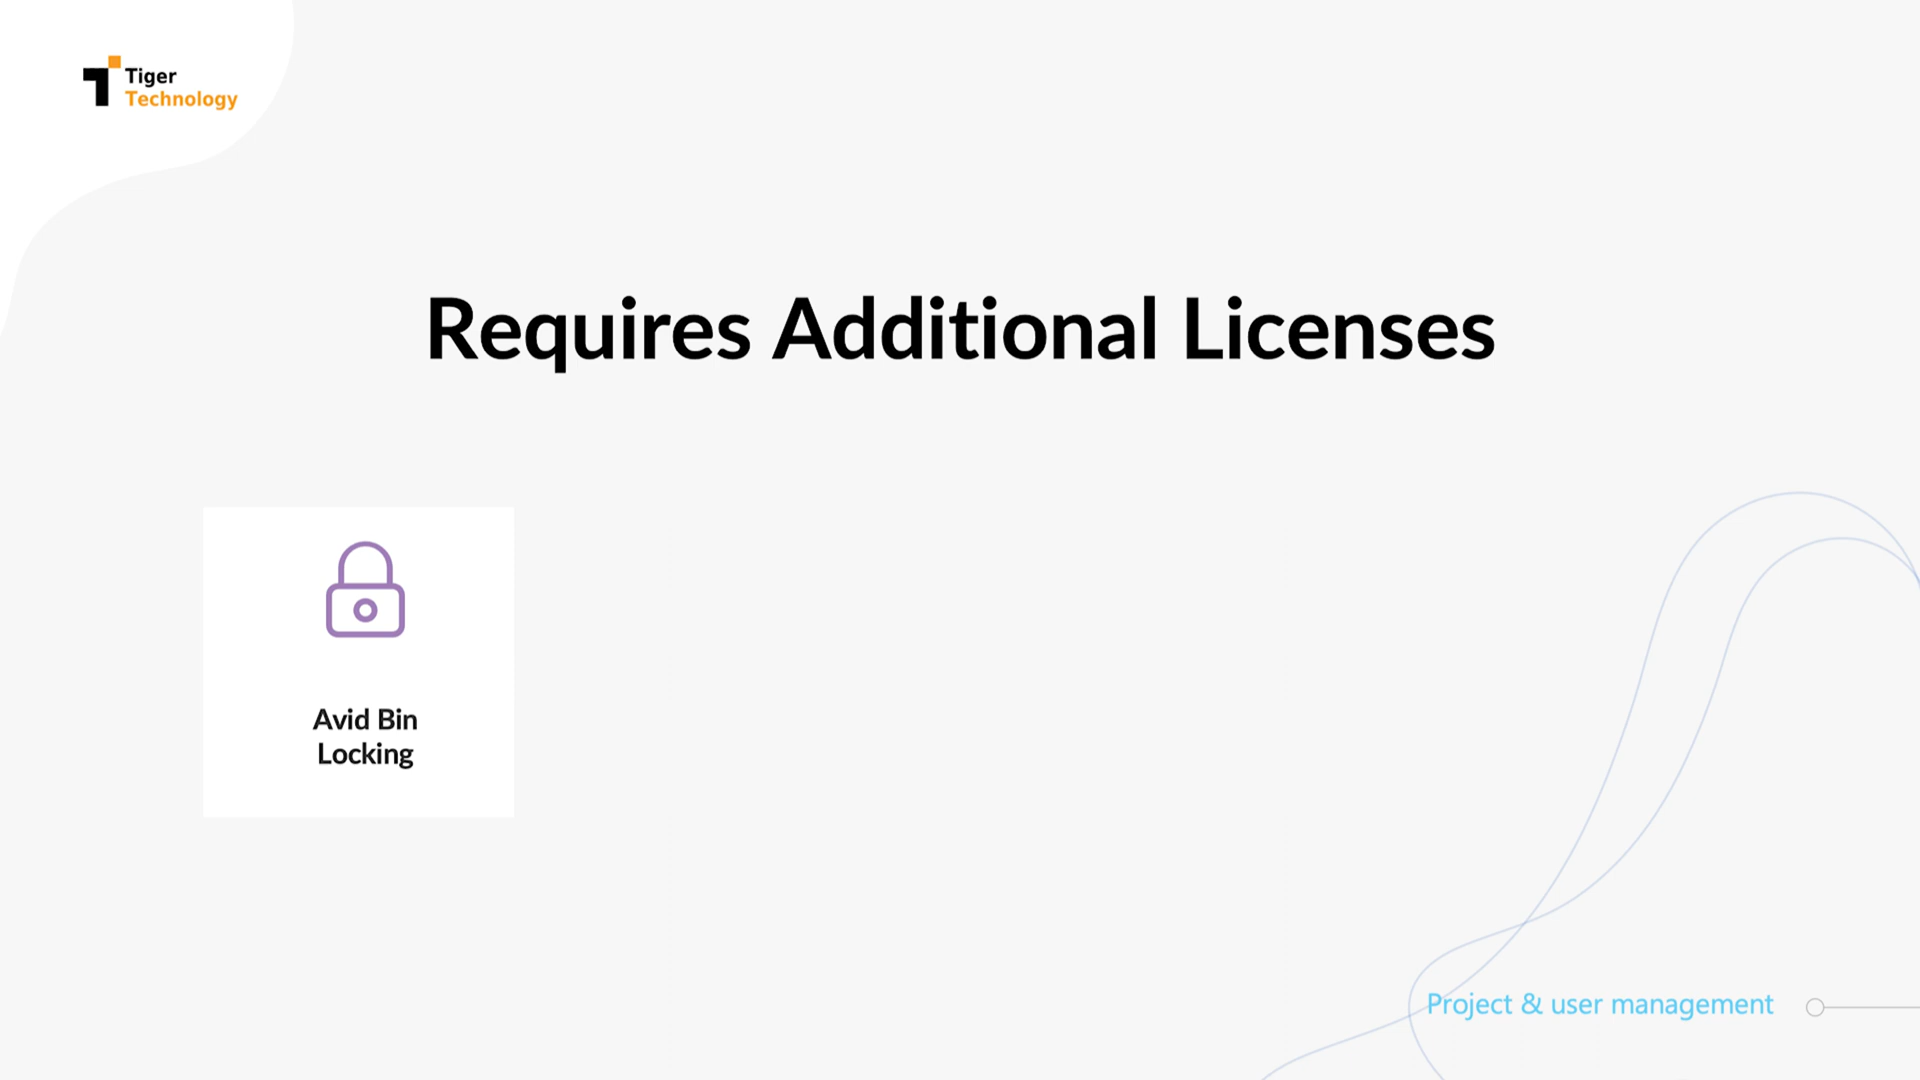 Tiger
Technology
Requires Additional Licenses
Avid Bin
Locking
Project & user management